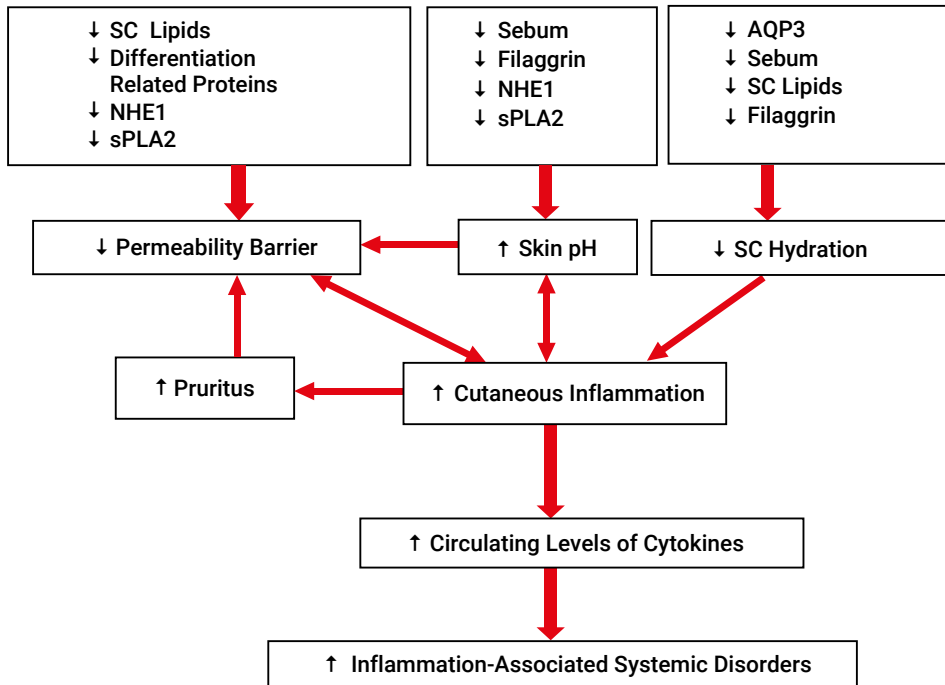 ↓ SC Lipids
↓ Differentiation
Related Proteins
↓ NHE1
↓ sPLA2
↓ Sebum
↓ Filaggrin
↓ NHE1
↓ sPLA2
↓ AQP3
↓ Sebum
↓ SC Lipids
↓ Filaggrin
↓ Permeability Barrier
↑ Skin pH
↓ SC Hydration
↑ Pruritus
↑ Cutaneous Inflammation
↑ Circulating Levels of Cytokines
↑ Inflammation-Associated Systemic Disorders